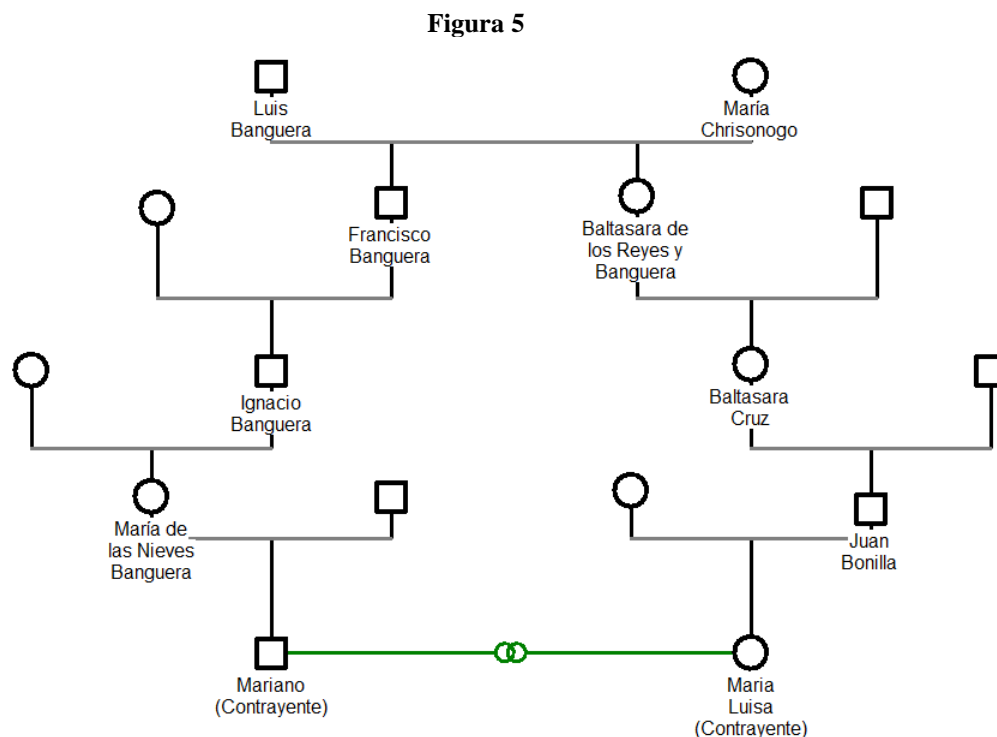 Figura 5
Luis
Banguera
María
Chrisonogo
Francisco
Banguera
Baltasara de
los Reyes y
Banguera
Ignacio
Banguera
Baltasara
Cruz
María de
las Nieves
Banguera
Juan
Bonilla
Mariano
(Contrayente)
Maria
Luisa
(Contrayente)